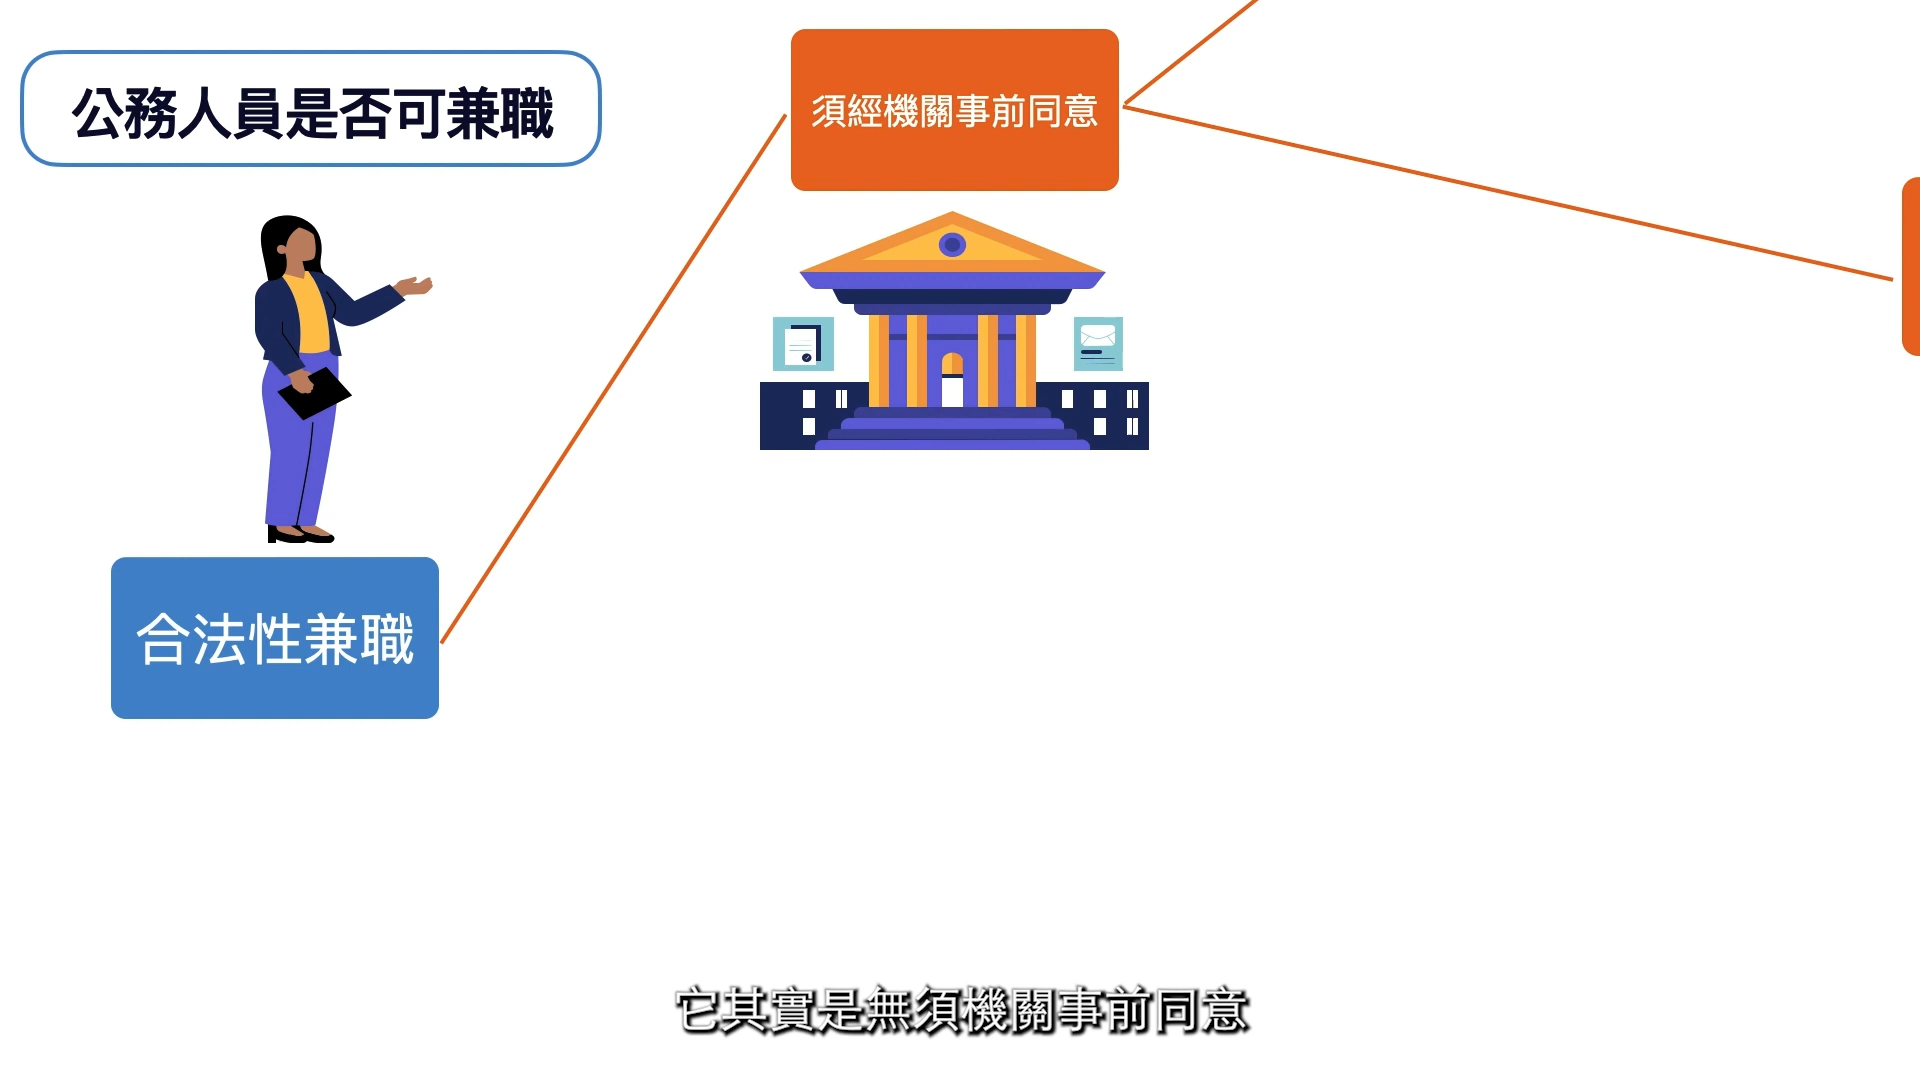 公務人員是否可兼職
須經機關事前同意
合法性兼職
它其實是無須機關事前同意